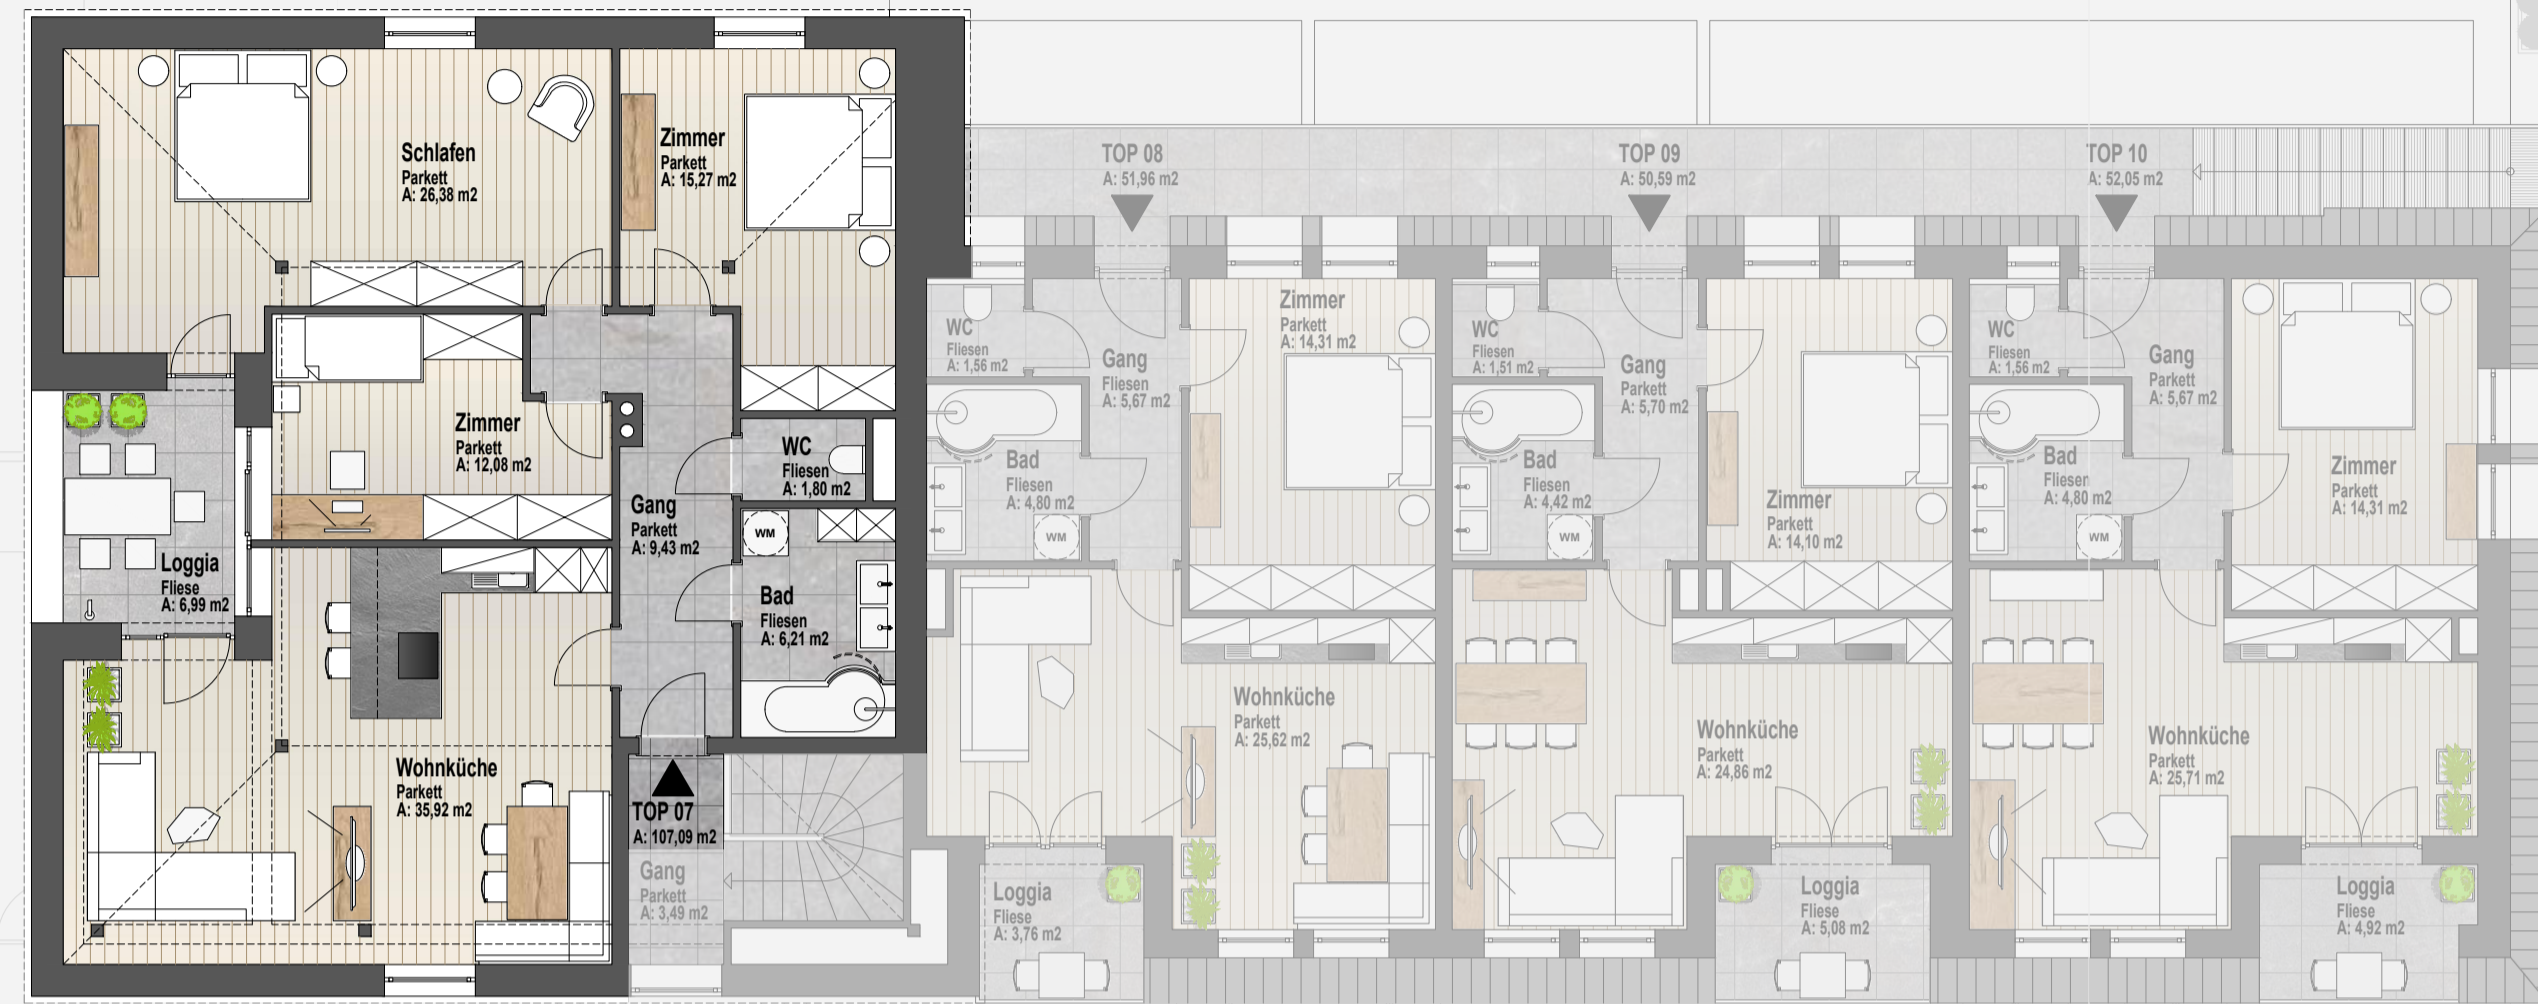 Schlafen
Parkett
A: 26,38 m2
Zimmer
Parkett
A: 15,27 m2
Zimmer
Parkett
A: 12,08 m2
WC
Fliesen
A: 1,80 m2
Gang
Parkett
A: 9,43 m2
WM
Bad
Fliesen
A: 6,21 m2
Loggia
Fliese
A: 6,99 m2
Wohnküche
Parkett
A: 35,92 m2
TOP 07
A: 107,09 m2
Gang
Parkett
A: 3,49 m2
TOP 08
A: 51,96 m2
WC
Fliesen
A: 1,56 m2
Gang
Fliesen
A: 5,67 m2
Zimmer
Parkett
A: 14,31 m2
Bad
Fliesen
A: 4,80 m2
WM
Wohnküche
Parkett
A: 25,62 m2
Loggia
Fliese
A: 3,76 m2
TOP 09
A: 50,59 m2
WC
Fliesen
A: 1,51 m2
Gang
Parkett
A: 5,70 m2
Bad
Fliesen
A: 4,42 m2
WM
Zimmer
Parkett
A: 14,10 m2
Wohnküche
Parkett
A: 24,86 m2
Loggia
Fliese
A: 5,08 m2
TOP 10
A: 52,05 m2
WC
Fliesen
A: 1,56 m2
Gang
Parkett
A: 5,67 m2
Bad
Fliesen
A: 4,80 m2
WM
Zimmer
Parkett
A: 14,31 m2
Wohnküche
Parkett
A: 25,71 m2
Loggia
Fliese
A: 4,92 m2